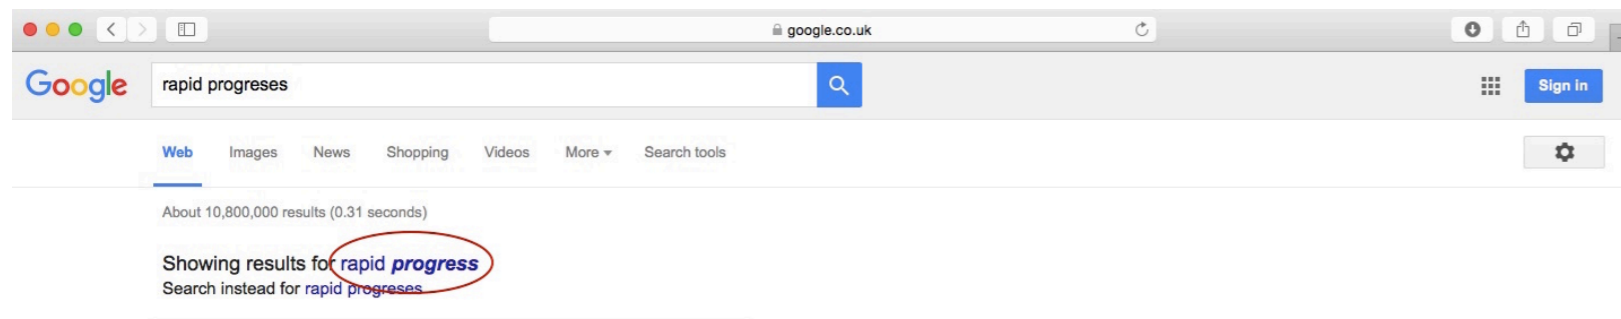 google.co.uk
Google rapid progreses Sign in
Web Images News Shopping Videos More Search tools
About 10,800,000 results (0.31 seconds)
Showing results for rapid progress
Search instead for rapid progreses